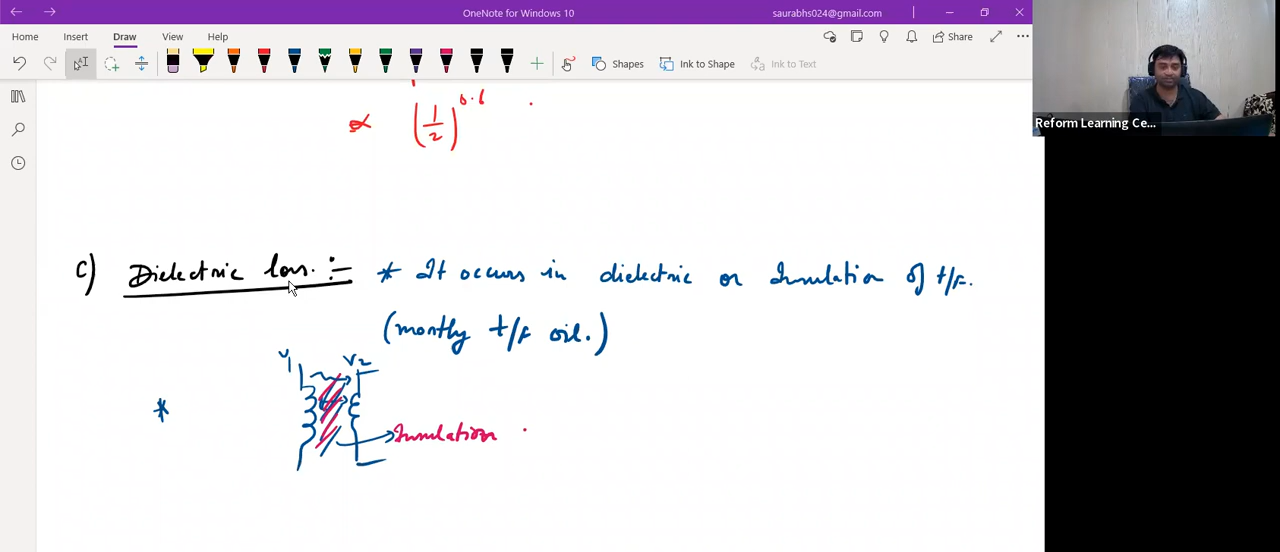 OneNote for Windows 10
saurabhs024@gmail.com
Home Insert Draw View Help
Share
Shapes Ink to Shape Ink to Text
∝ (1/2)^0.6
Reform Learning Ce...
c) Dielectric loss. :- * It occurs in dielectric or Insulation of t/f.
(mostly t/f oil.)
V1 V2
*
Insulation